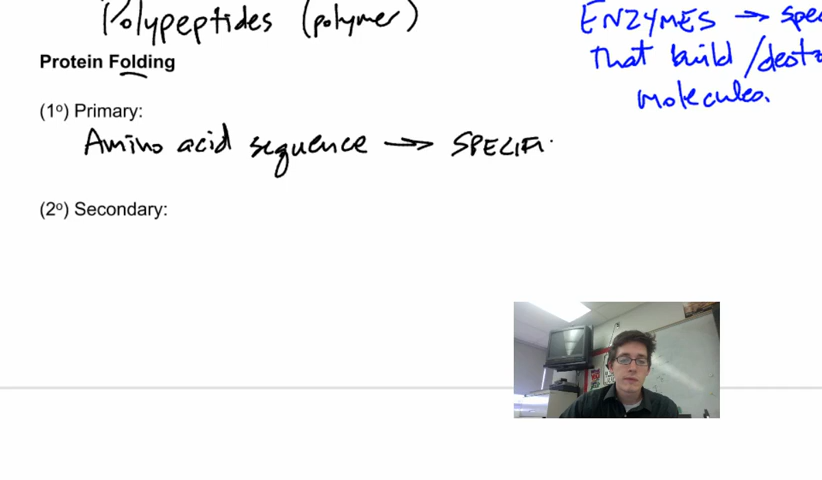 Polypeptides (polymer)
ENZYMES → spec
that build /destr
molecules.
Protein Folding
(1º) Primary:
Amino acid sequence → SPECIFI
(2º) Secondary: